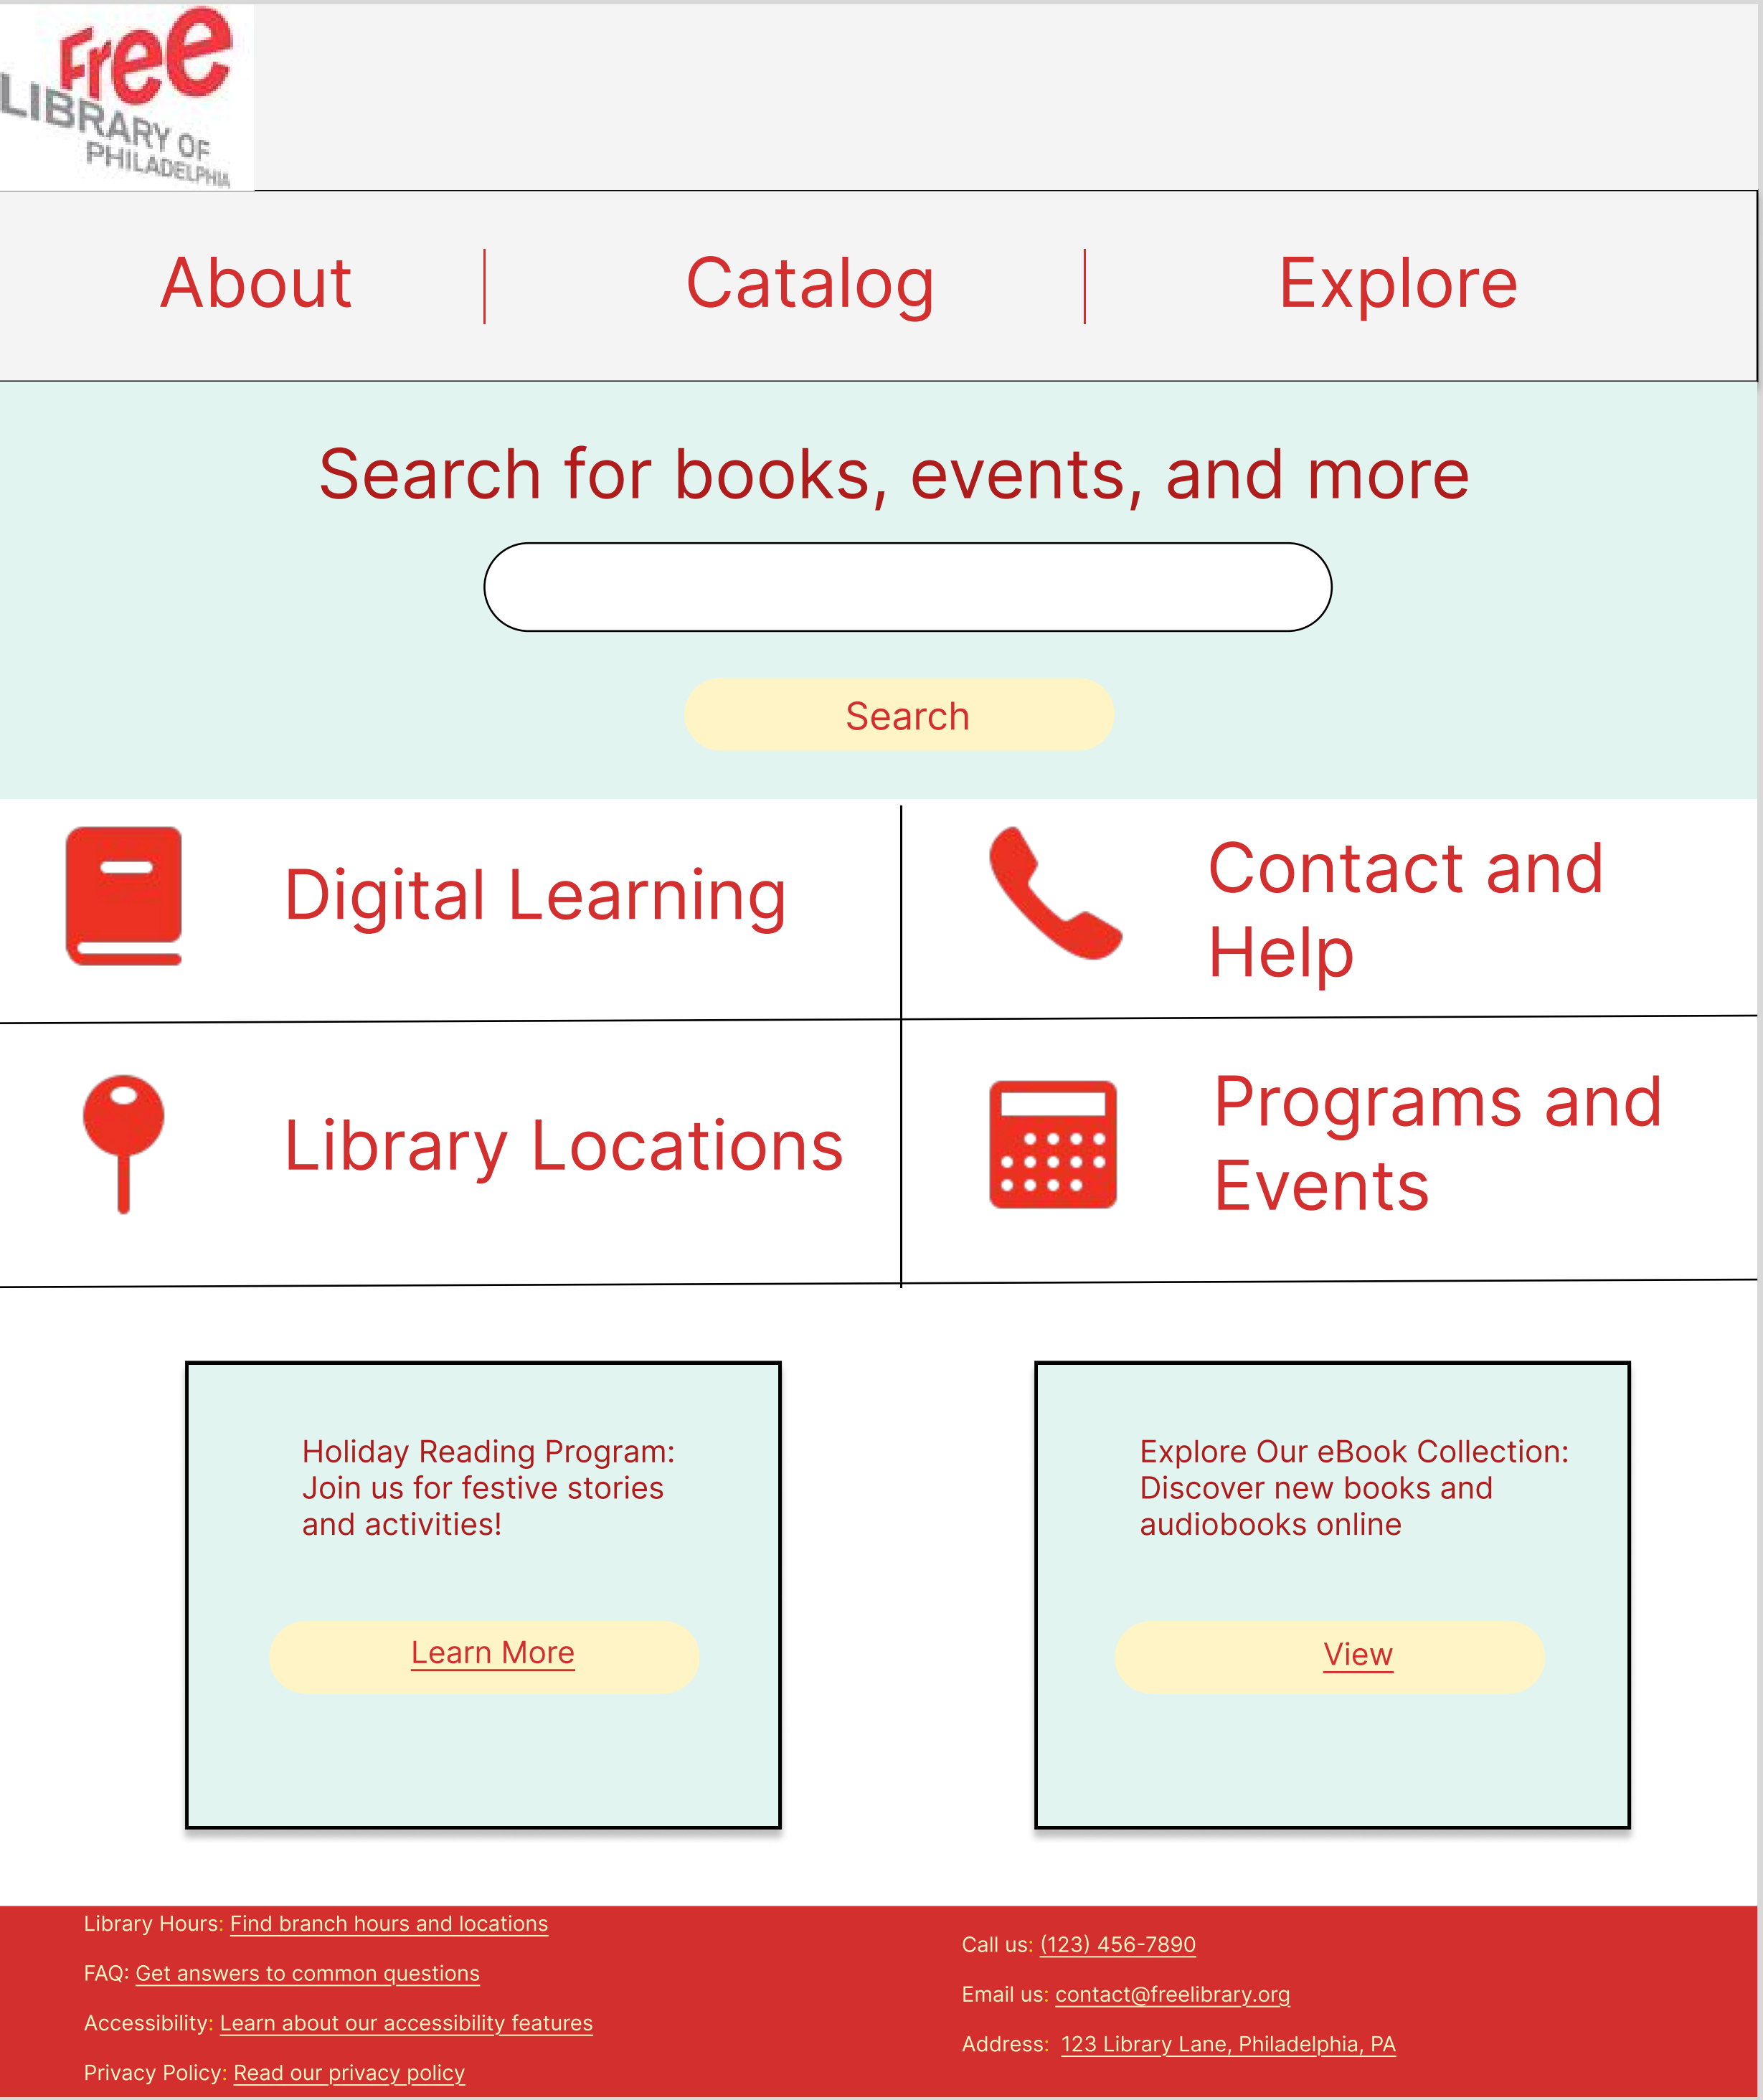 Free
LIBRARY OF
PHILADELPHIA
About
Catalog
Explore
Search for books, events, and more
Search
Digital Learning
Contact and
Help
Library Locations
Programs and
Events
Holiday Reading Program:
Join us for festive stories
and activities!
Learn More
Explore Our eBook Collection:
Discover new books and
audiobooks online
View
Library Hours: Find branch hours and locations
FAQ: Get answers to common questions
Accessibility: Learn about our accessibility features
Privacy Policy: Read our privacy policy
Call us: (123) 456-7890
Email us: contact@freelibrary.org
Address: 123 Library Lane, Philadelphia, PA